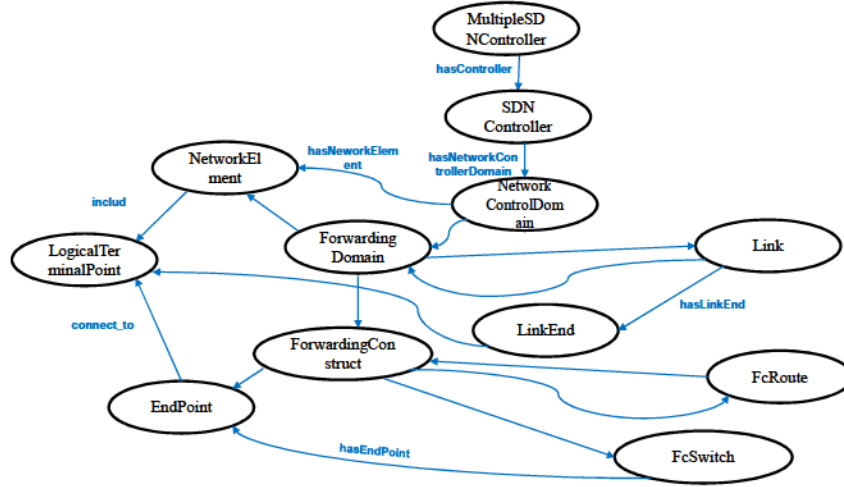 MultipleSD
NController
hasController
SDN
Controller
hasNeworkElem
ent
hasNetworkCon
trollerDomain
NetworkEl
ment
Network
ControlDom
ain
includ
Forwarding
Domain
Link
LogicalTer
minalPoint
hasLinkEnd
connect_to
LinkEnd
ForwardingCon
struct
FcRoute
EndPoint
hasEndPoint
FcSwitch